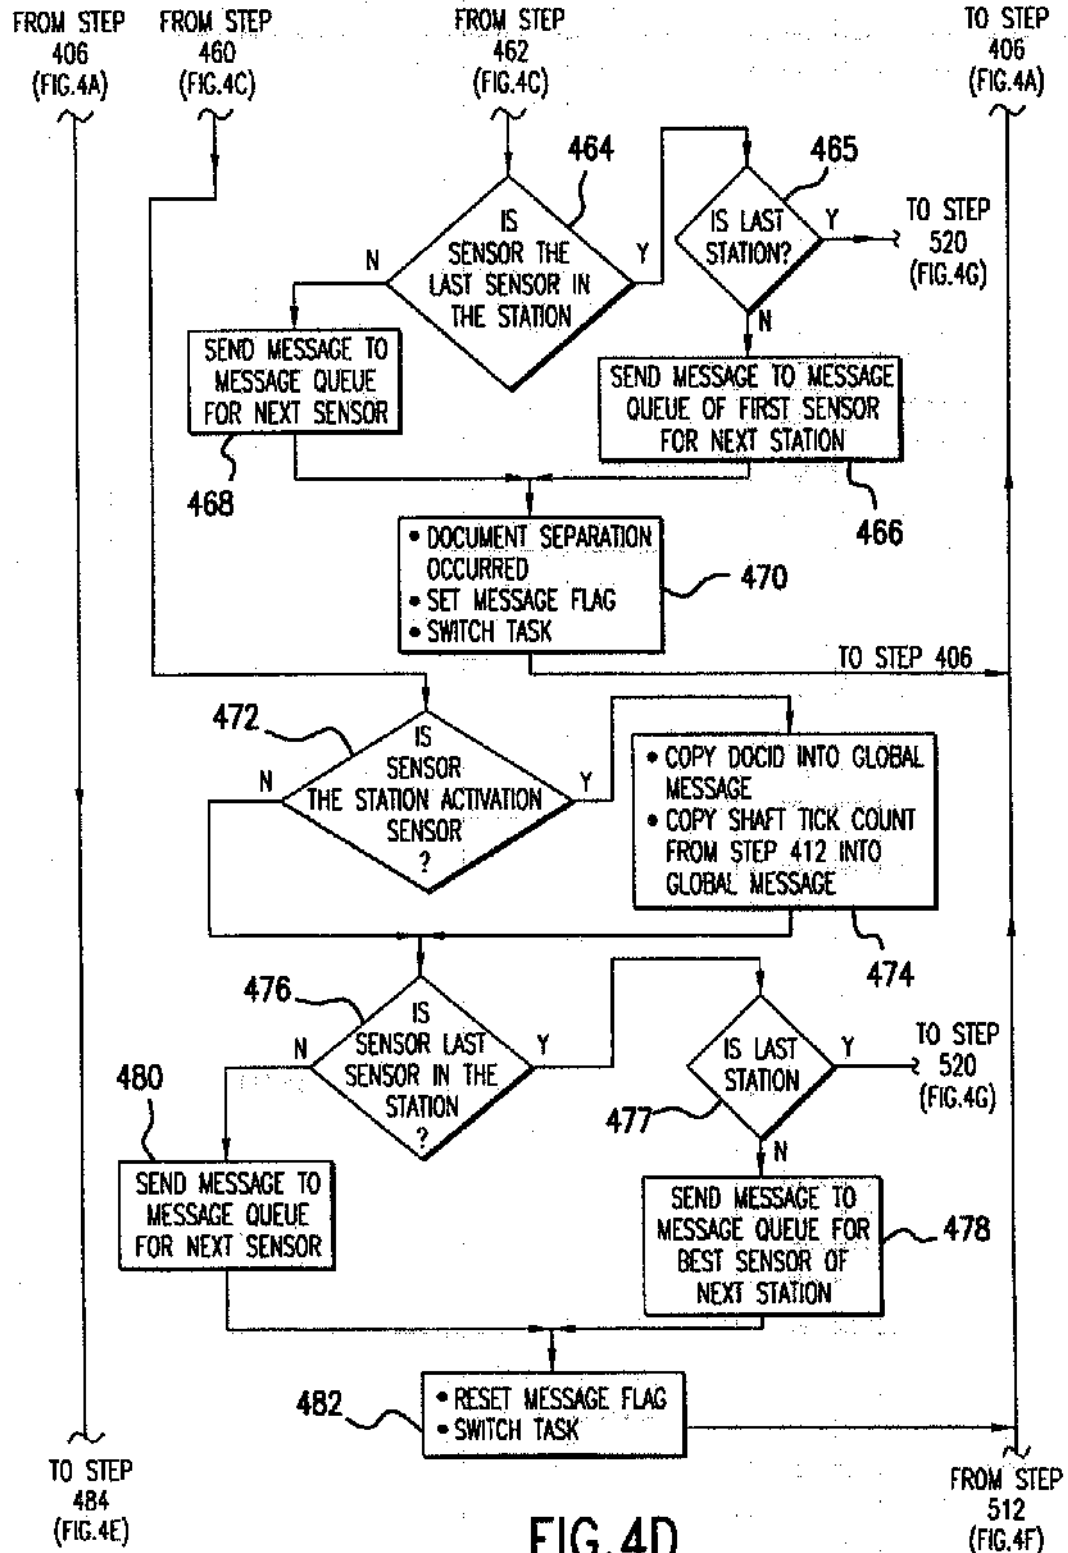 FROM STEP
406
(FIG.4A)
FROM STEP
460
(FIG.4C)
FROM STEP
462
(FIG.4C)
TO STEP
406
(FIG.4A)
464
465
IS
SENSOR THE
LAST SENSOR IN
THE STATION
N
Y
IS LAST
STATION?
Y
N
TO STEP
520
(FIG.4G)
SEND MESSAGE TO
MESSAGE QUEUE
FOR NEXT SENSOR
468
SEND MESSAGE TO MESSAGE
QUEUE OF FIRST SENSOR
FOR NEXT STATION
466
• DOCUMENT SEPARATION
OCCURRED
• SET MESSAGE FLAG
• SWITCH TASK
470
TO STEP 406
472
IS
SENSOR
THE STATION ACTIVATION
SENSOR
?
N
Y
• COPY DOCID INTO GLOBAL
MESSAGE
• COPY SHAFT TICK COUNT
FROM STEP 412 INTO
GLOBAL MESSAGE
474
476
IS
SENSOR LAST
SENSOR IN THE
STATION
?
N
Y
IS LAST
STATION
Y
N
477
TO STEP
520
(FIG.4G)
480
SEND MESSAGE TO
MESSAGE QUEUE
FOR NEXT SENSOR
SEND MESSAGE TO
MESSAGE QUEUE FOR
BEST SENSOR OF
NEXT STATION
478
482
• RESET MESSAGE FLAG
• SWITCH TASK
TO STEP
484
(FIG.4E)
FROM STEP
512
(FIG.4F)
FIG.4D